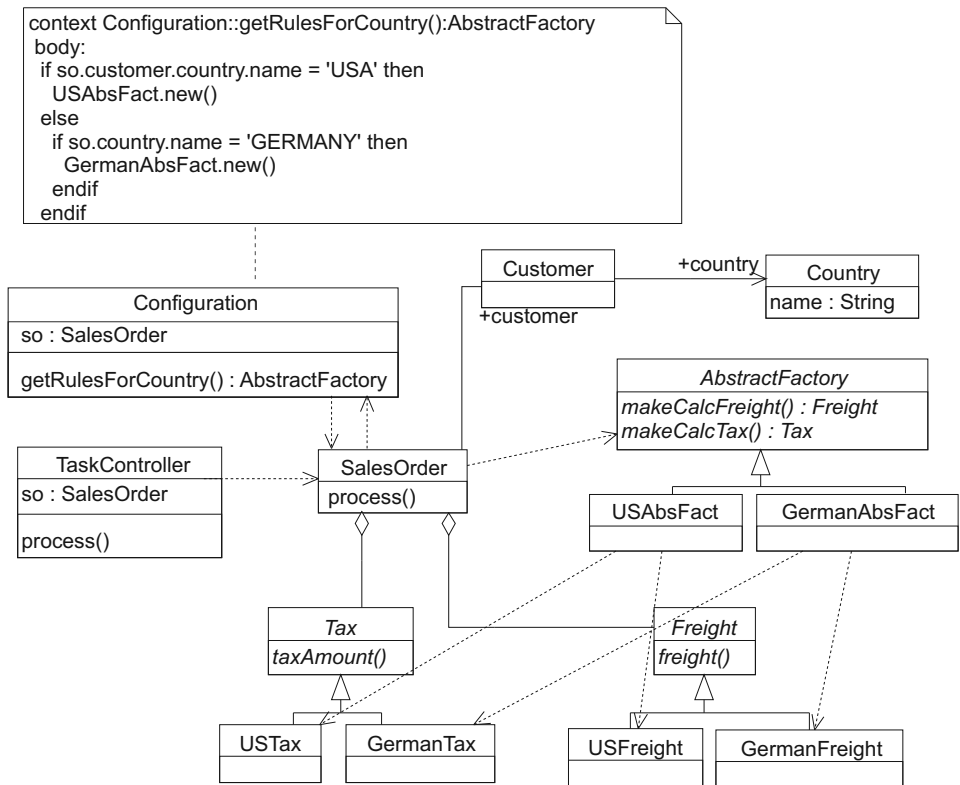 context Configuration::getRulesForCountry():AbstractFactory
body:
if so.customer.country.name = 'USA' then
USAbsFact.new()
else
if so.country.name = 'GERMANY' then
GermanAbsFact.new()
endif
endif
Customer
+country
Country
name : String
+customer
Configuration
so : SalesOrder
getRulesForCountry() : AbstractFactory
AbstractFactory
makeCalcFreight() : Freight
makeCalcTax() : Tax
TaskController
so : SalesOrder
process()
SalesOrder
process()
USAbsFact
GermanAbsFact
Tax
taxAmount()
Freight
freight()
USTax
GermanTax
USFreight
GermanFreight